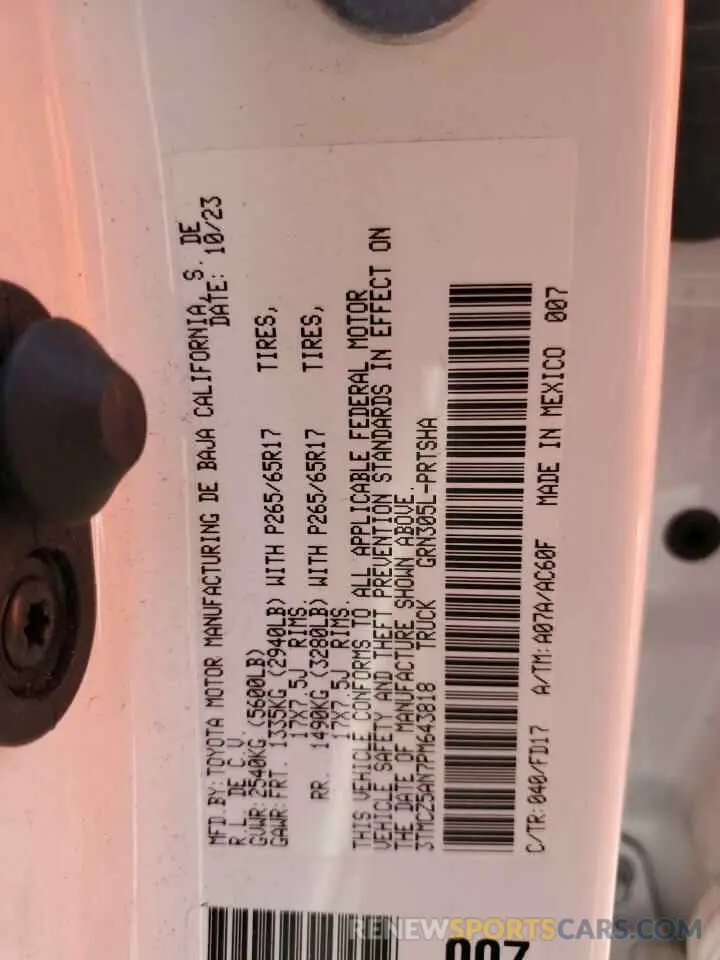 MFD.BY:TOYOTA MOTOR MANUFACTURING DE BAJA CALIFORNIA, S. DE
R.L. DE C.V. DATE: 10/23
GVWR:2540KG (5600LB)
GAWR:FRT. 1335KG (2940LB) WITH P265/65R17 TIRES,
17X7.5J RIMS.
RR. 1490KG (3280LB) WITH P265/65R17 TIRES,
17X7.5J RIMS.
THIS VEHICLE CONFORMS TO ALL APPLICABLE FEDERAL MOTOR
VEHICLE SAFETY AND THEFT PREVENTION STANDARDS IN EFFECT ON
THE DATE OF MANUFACTURE SHOWN ABOVE.
3TMCZ5AN7PM643818 TRUCK GRN305L-PRTSHA
C/TR:040/FD17 A/TM:A07A/AC60F MADE IN MEXICO 007
007
RENEWSPORTSCARS.COM